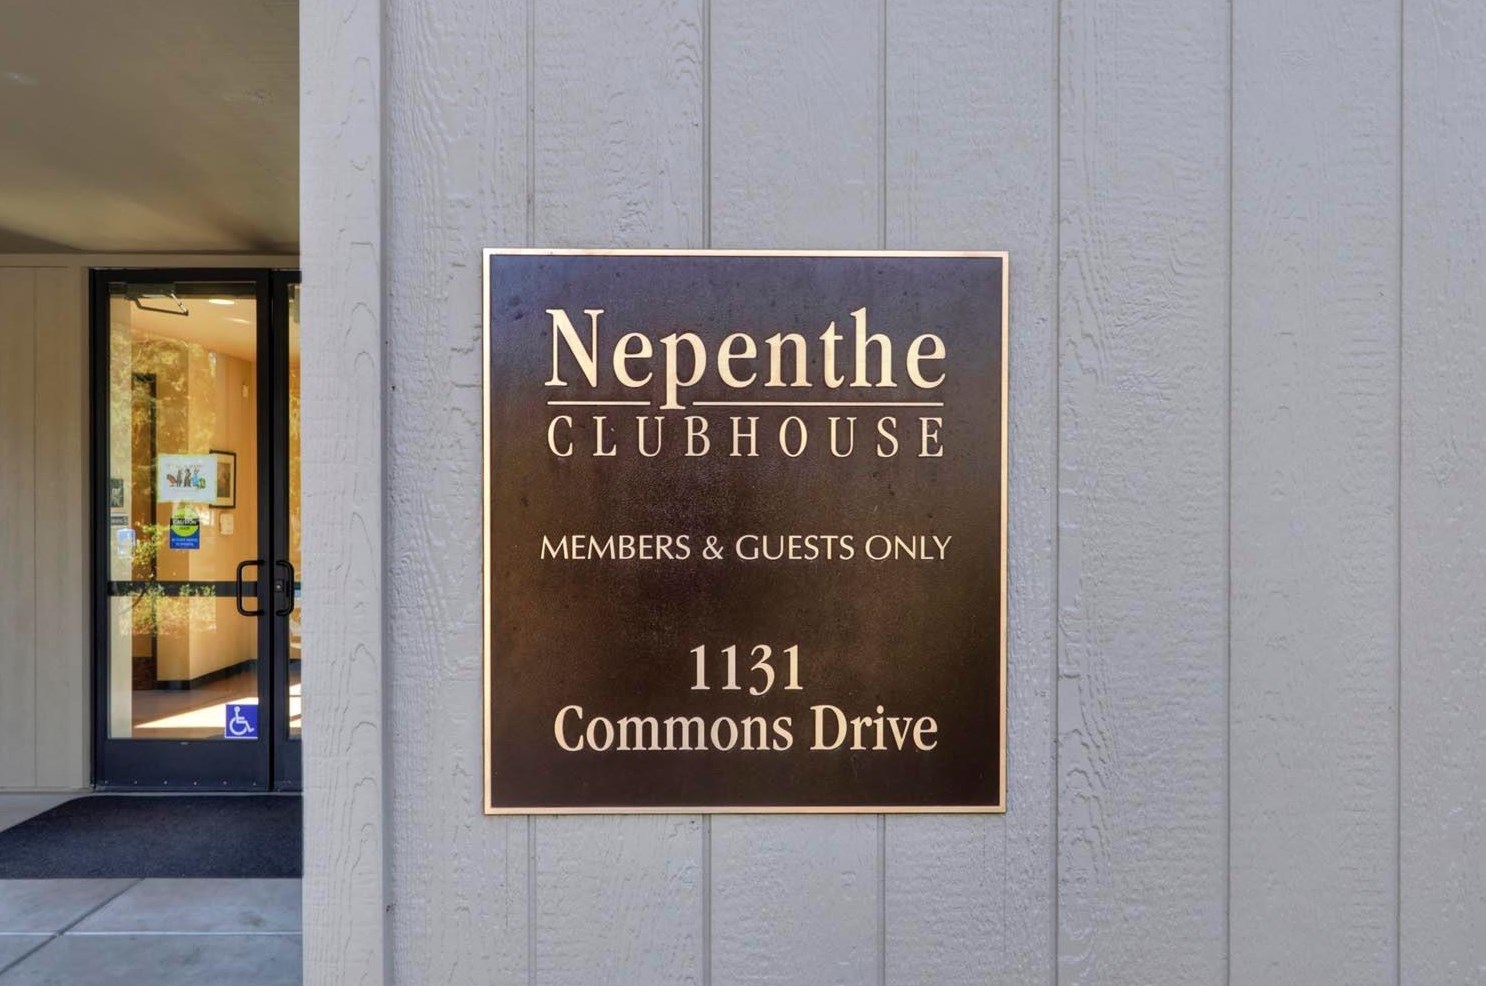 Nepenthe
CLUBHOUSE
MEMBERS & GUESTS ONLY
1131
Commons Drive